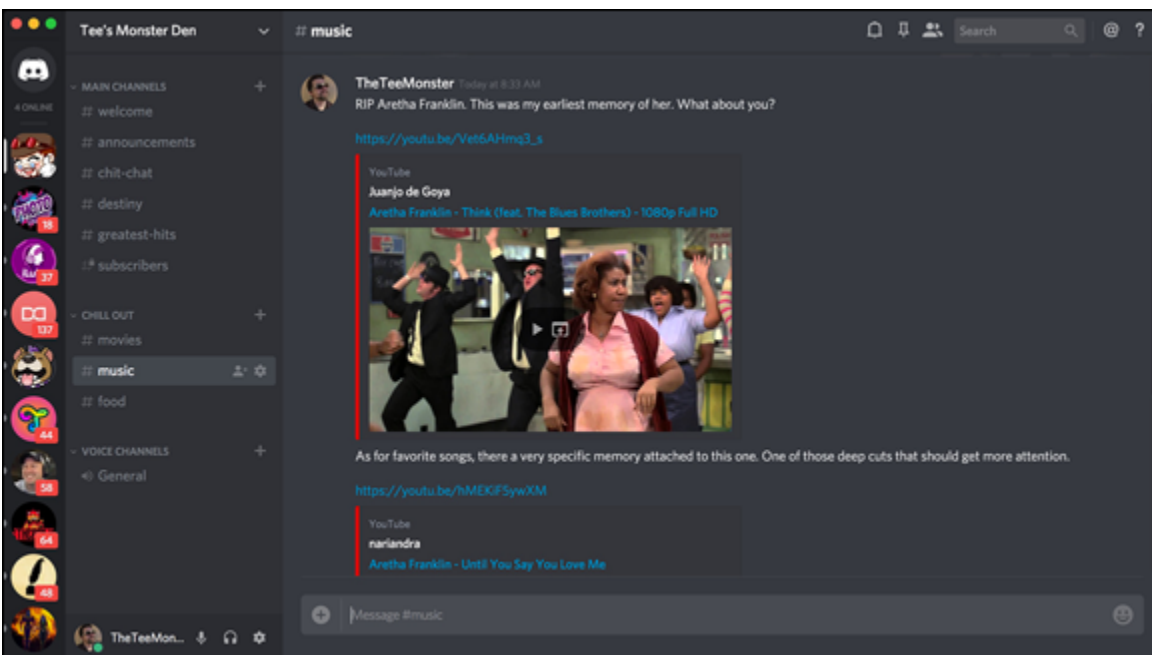 Tee's Monster Den
# music
Search
@
?
4 ONLINE
18
37
137
44
58
64
48
MAIN CHANNELS
# welcome
# announcements
# chit-chat
# destiny
# greatest-hits
# subscribers
CHILL OUT
# movies
# music
# food
VOICE CHANNELS
General
TheTeeMon...
TheTeeMonster Today at 8:33 AM
RIP Aretha Franklin. This was my earliest memory of her. What about you?
https://youtu.be/Vet6AHmq3_s
YouTube
Juanjo de Goya
Aretha Franklin - Think (feat. The Blues Brothers) - 1080p Full HD
As for favorite songs, there a very specific memory attached to this one. One of those deep cuts that should get more attention.
https://youtu.be/hMEKiFSywXM
YouTube
nariandra
Aretha Franklin - Until You Say You Love Me
Message #music